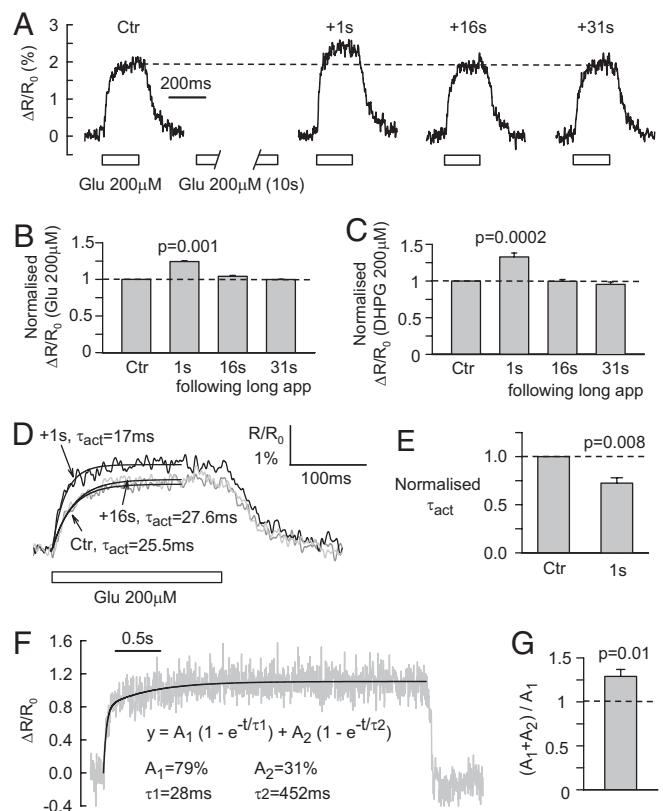 A
Ctr
+1s
+16s
+31s
3
2
1
0
ΔR/R0 (%)
200ms
Glu 200μM
Glu 200μM (10s)
B
Normalised
ΔR/R0 (Glu 200μM)
1.5
1.25
1
0.5
0
p=0.001
Ctr
1s
16s
31s
following long app
C
Normalised
ΔR/R0 (DHPG 200μM)
1.5
1
0.5
0
p=0.0002
Ctr
1s
16s
31s
following long app
D
+1s, τact=17ms
R/R0
1%
100ms
+16s, τact=27.6ms
Ctr, τact=25.5ms
Glu 200μM
E
Normalised
τact
1.0
0.5
0.0
p=0.008
Ctr
1s
F
0.5s
ΔR/R0
1.6
1.2
0.8
0.4
0.0
-0.4
y = A1 (1 - e-t/τ1) + A2 (1 - e-t/τ2)
A1=79% A2=31%
τ1=28ms τ2=452ms
G
(A1+A2) / A1
1.5
1
0.5
0
p=0.01